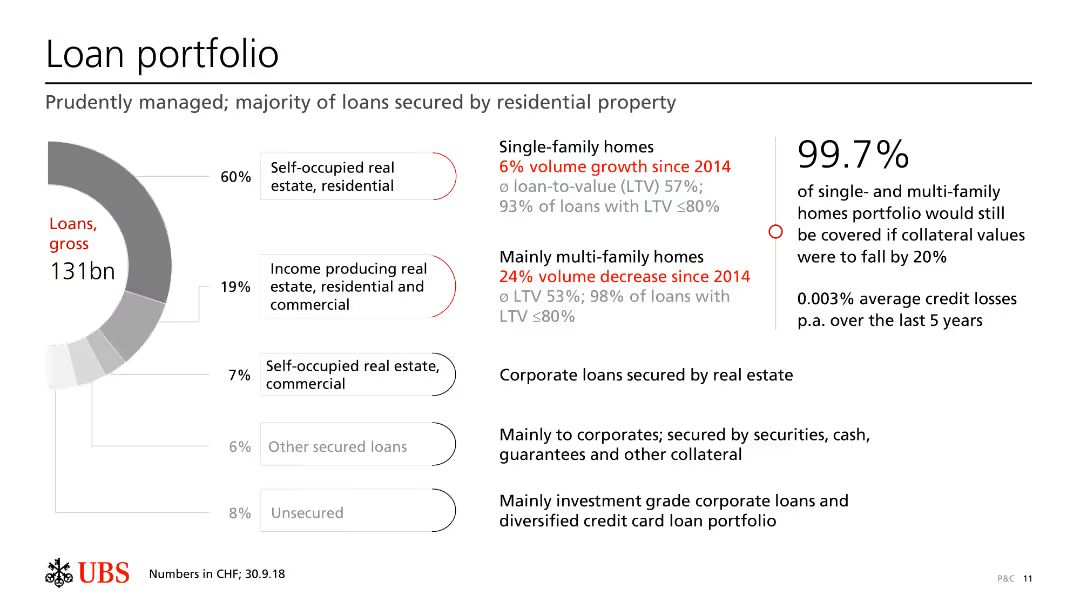 Loan portfolio
Prudently managed; majority of loans secured by residential property
Loans,
gross
131bn
60%
Self-occupied real
estate, residential
Single-family homes
6% volume growth since 2014
ø loan-to-value (LTV) 57%;
93% of loans with LTV ≤80%
19%
Income producing real
estate, residential and
commercial
Mainly multi-family homes
24% volume decrease since 2014
ø LTV 53%; 98% of loans with
LTV ≤80%
7%
Self-occupied real estate,
commercial
Corporate loans secured by real estate
6%
Other secured loans
Mainly to corporates; secured by securities, cash,
guarantees and other collateral
8%
Unsecured
Mainly investment grade corporate loans and
diversified credit card loan portfolio
99.7%
of single- and multi-family
homes portfolio would still
be covered if collateral values
were to fall by 20%
0.003% average credit losses
p.a. over the last 5 years
UBS
Numbers in CHF; 30.9.18
P&C 11